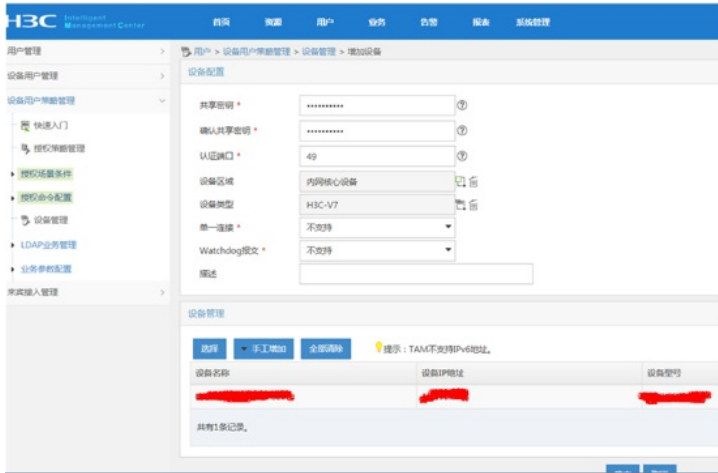 H3C Intelligent Management Center
首页 资源 用户 业务 告警 报表 系统管理
用户管理
设备用户管理
设备用户策略管理
快速入门
授权策略管理
授权场景条件
授权命令配置
设备管理
LDAP业务管理
业务参数配置
来宾接入管理
用户 > 设备用户策略管理 > 设备管理 > 增加设备
设备配置
共享密钥 * ••••••••••
确认共享密钥 * ••••••••••
认证端口 * 49
设备区域 内网核心设备
设备类型 H3C-V7
单一连接 * 不支持
Watchdog报文 * 不支持
描述
设备管理
选择 手工增加 全部清除 提示：TAM不支持IPv6地址。
设备名称 设备IP地址 设备型号
共有1条记录。